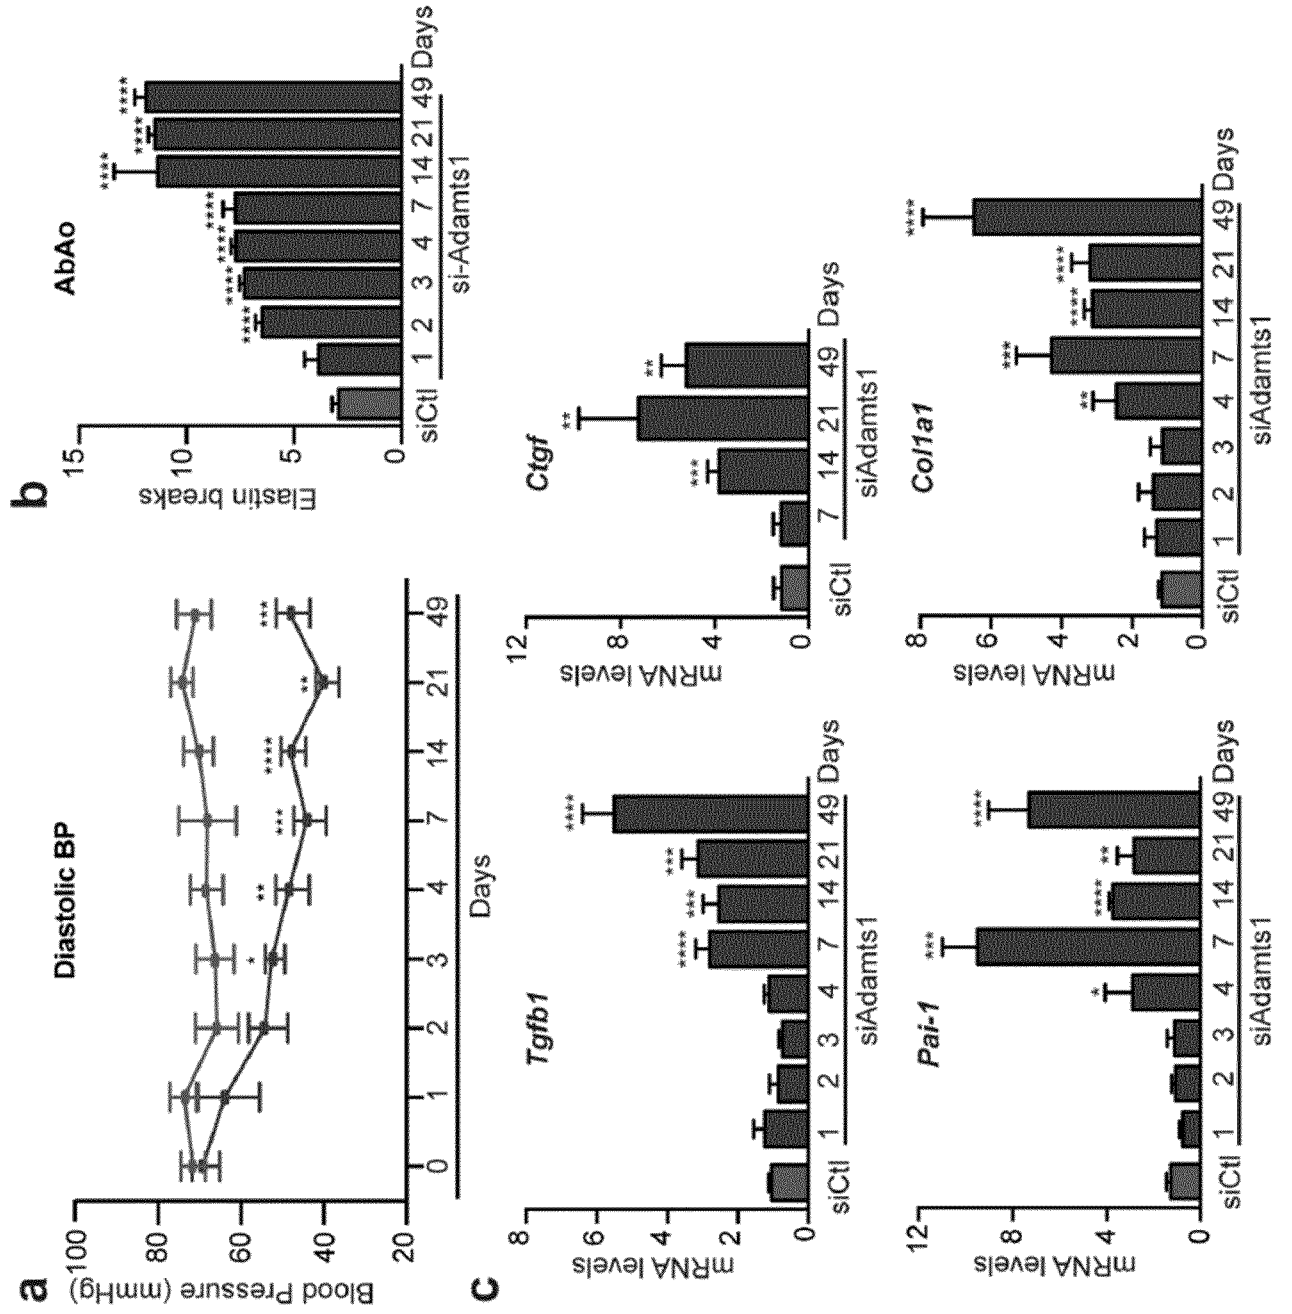 a
Diastolic BP
Blood Pressure (mmHg)
100
80
60
40
20
* ** *** **** ** ***
0 1 2 3 4 7 14 21 49
Days
b
AbAo
Elastin breaks
15
10
5
0
**** **** **** **** **** **** ****
siCtl 1 2 3 4 7 14 21 49 Days
si-Adamts1
c
Tgfb1
mRNA levels
8
6
4
2
0
**** *** *** ****
siCtl 1 2 3 4 7 14 21 49 Days
siAdamts1
Ctgf
mRNA levels
12
8
4
0
*** ** **
siCtl 7 14 21 49 Days
siAdamts1
Pai-1
mRNA levels
12
8
4
0
* *** **** ** ****
siCtl 1 2 3 4 7 14 21 49 Days
siAdamts1
Col1a1
mRNA levels
8
6
4
2
0
** *** **** **** ****
siCtl 1 2 3 4 7 14 21 49 Days
siAdamts1